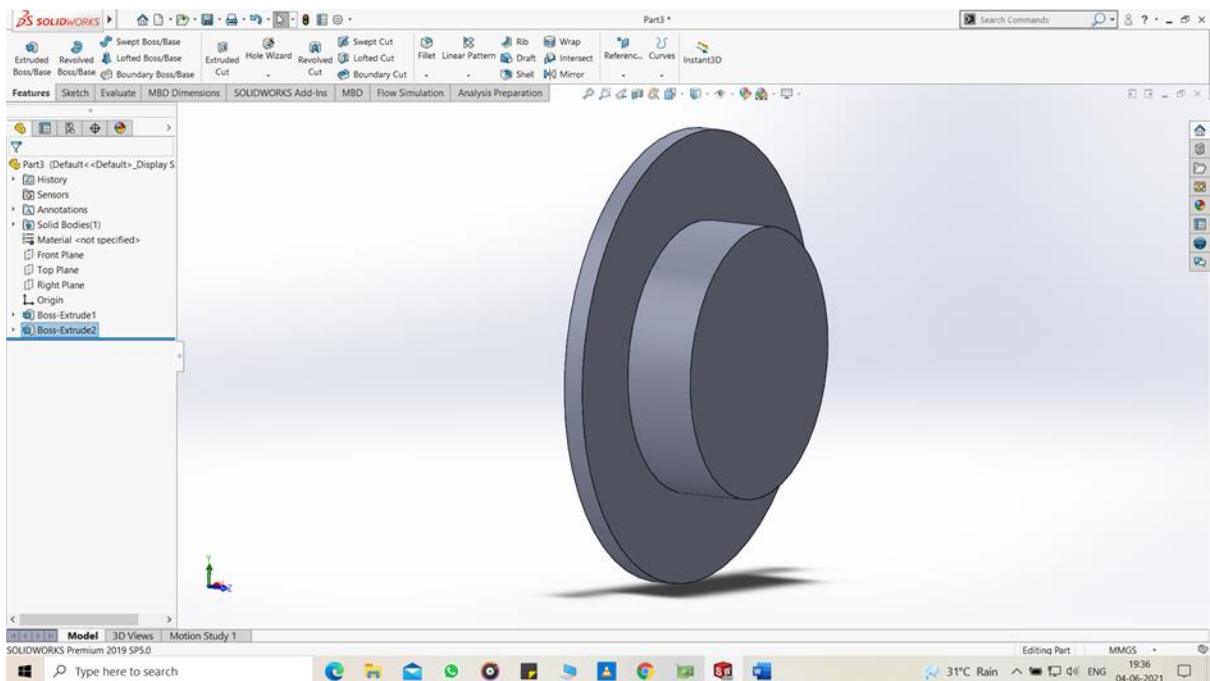 SOLIDWORKS
Part3 *
Search Commands
Extruded Boss/Base
Revolved Boss/Base
Swept Boss/Base
Lofted Boss/Base
Boundary Boss/Base
Extruded Cut
Hole Wizard
Revolved Cut
Swept Cut
Lofted Cut
Boundary Cut
Fillet
Linear Pattern
Rib
Draft
Shell
Wrap
Intersect
Mirror
Referenc...
Curves
Instant3D
Features Sketch Evaluate MBD Dimensions SOLIDWORKS Add-Ins MBD Flow Simulation Analysis Preparation
Part3 (Default<<Default>_Display S
History
Sensors
Annotations
Solid Bodies(1)
Material <not specified>
Front Plane
Top Plane
Right Plane
Origin
Boss-Extrude1
Boss-Extrude2
Y
Z
Model 3D Views Motion Study 1
SOLIDWORKS Premium 2019 SP5.0
Editing Part MMGS
Type here to search
31°C Rain
ENG
19:36
04-06-2021